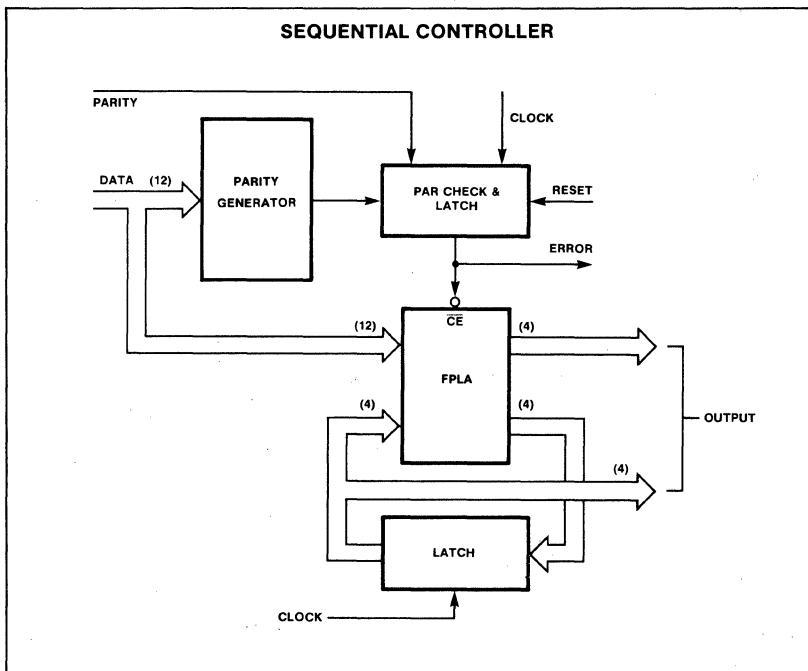 SEQUENTIAL CONTROLLER
PARITY
CLOCK
DATA (12)
PARITY
GENERATOR
PAR CHECK &
LATCH
RESET
ERROR
(12)
CE
(4)
FPLA
(4)
(4)
OUTPUT
(4)
LATCH
CLOCK